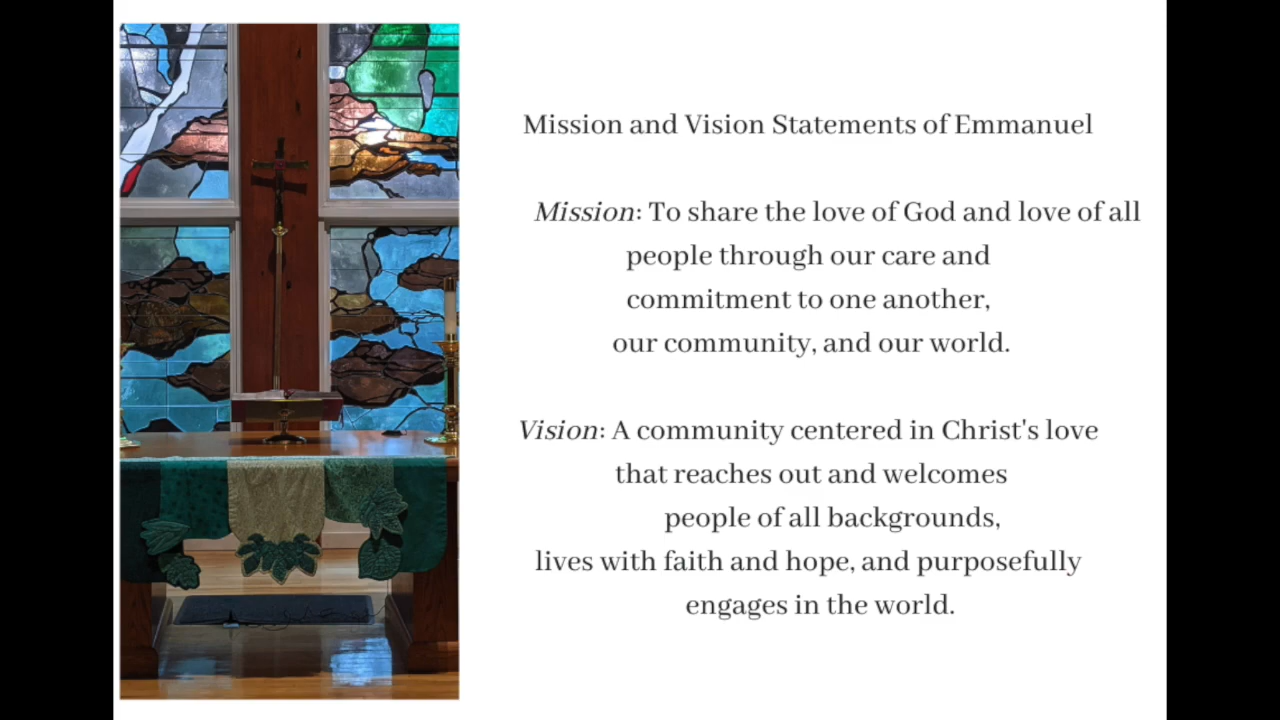 Mission and Vision Statements of Emmanuel
Mission: To share the love of God and love of all
people through our care and
commitment to one another,
our community, and our world.
Vision: A community centered in Christ's love
that reaches out and welcomes
people of all backgrounds,
lives with faith and hope, and purposefully
engages in the world.